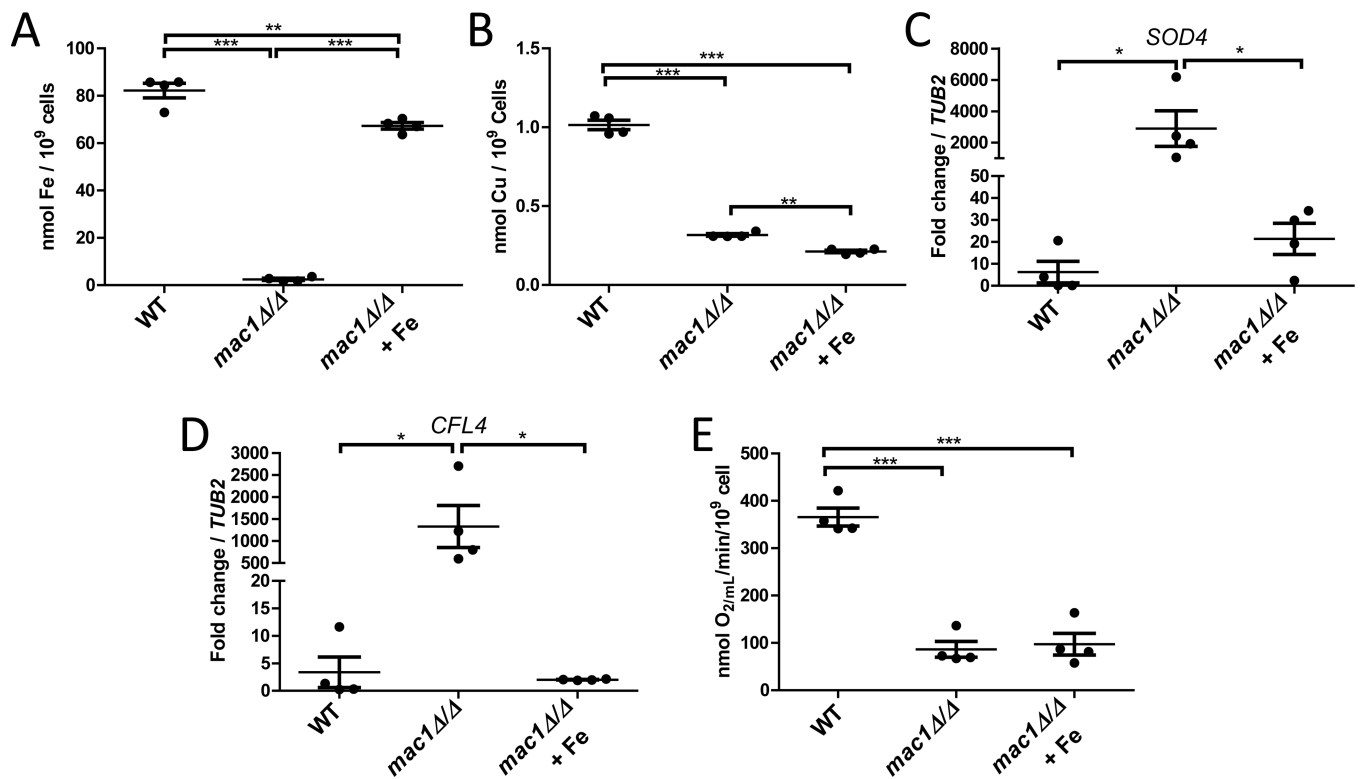 A
**
***
***
100
80
60
40
20
0
nmol Fe / 10⁹ cells
WT
mac1Δ/Δ
mac1Δ/Δ
+ Fe
B
***
***
**
1.5
1.0
0.5
0.0
nmol Cu / 10⁹ Cells
WT
mac1Δ/Δ
mac1Δ/Δ
+ Fe
C
SOD4
*
*
8000
6000
4000
2000
50
40
30
20
10
0
Fold change / TUB2
WT
mac1Δ/Δ
mac1Δ/Δ
+ Fe
D
CFL4
*
*
3000
2500
2000
1500
1000
500
20
15
10
5
0
Fold change / TUB2
WT
mac1Δ/Δ
mac1Δ/Δ
+ Fe
E
***
***
500
400
300
200
100
0
nmol O₂/mL/min/10⁹ cell
WT
mac1Δ/Δ
mac1Δ/Δ
+ Fe